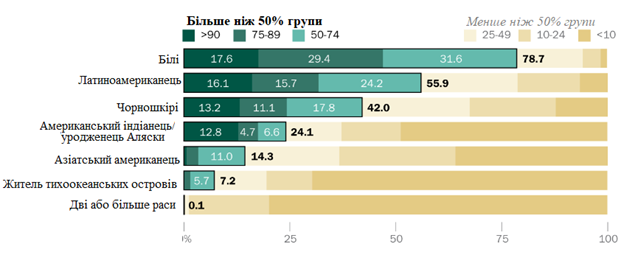 Більше ніж 50% групи Менше ніж 50% групи
>90 75-89 50-74 25-49 10-24 <10
Білі 17.6 29.4 31.6 78.7
Латиноамериканець 16.1 15.7 24.2 55.9
Чорношкірі 13.2 11.1 17.8 42.0
Американський індіанець/
уродженець Аляски 12.8 4.7 6.6 24.1
Азіатський американець 11.0 14.3
Житель тихоокеанських островів 5.7 7.2
Дві або більше раси 0.1
0% 25 50 75 100